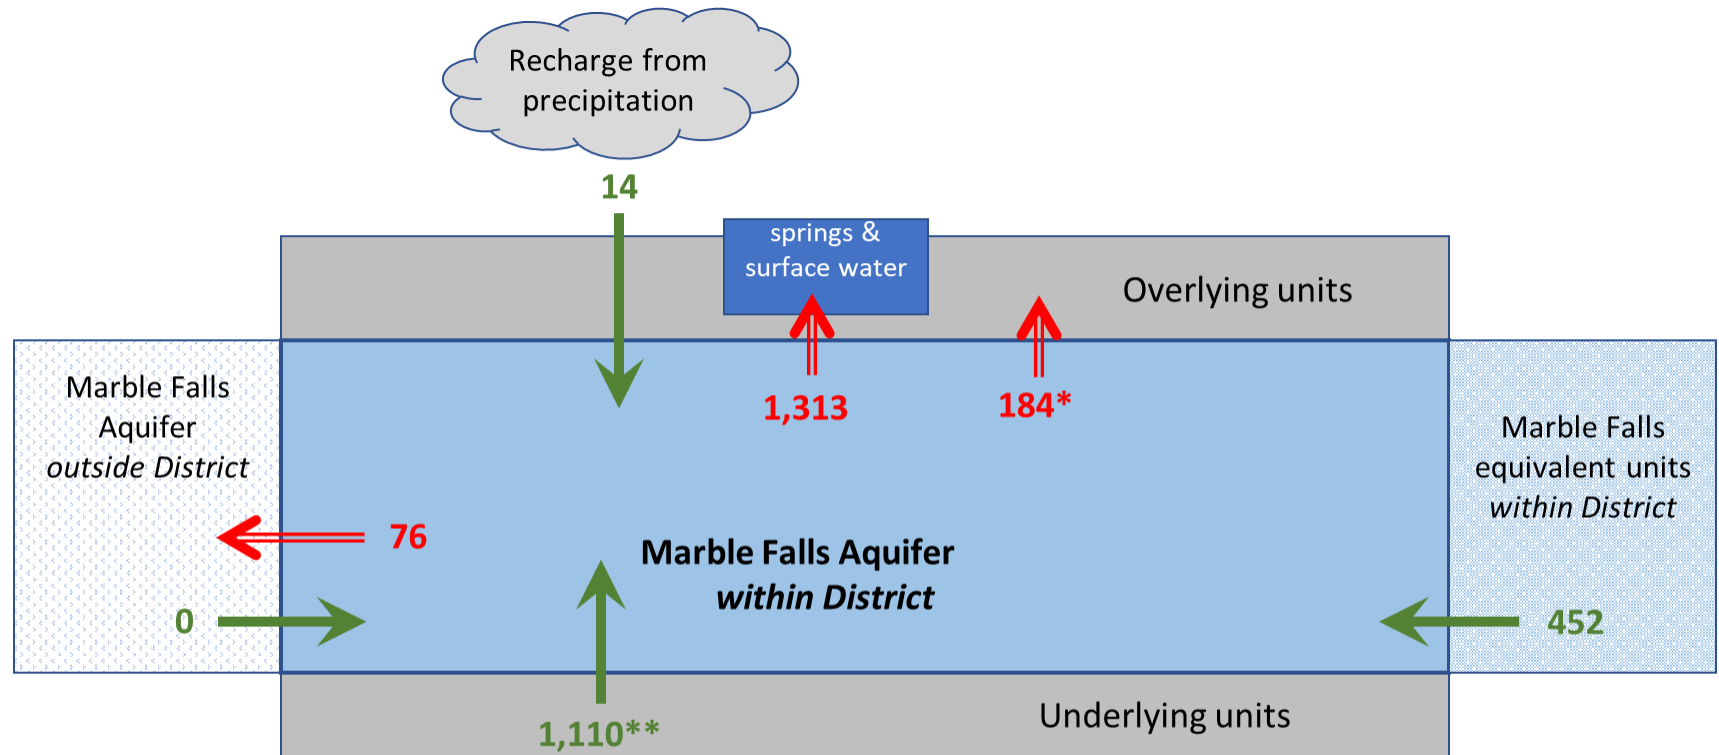 Recharge from
precipitation
14
springs &
surface water
Overlying units
1,313
184*
Marble Falls
Aquifer
outside District
76
0
Marble Falls Aquifer
within District
Marble Falls
equivalent units
within District
452
1,110**
Underlying units